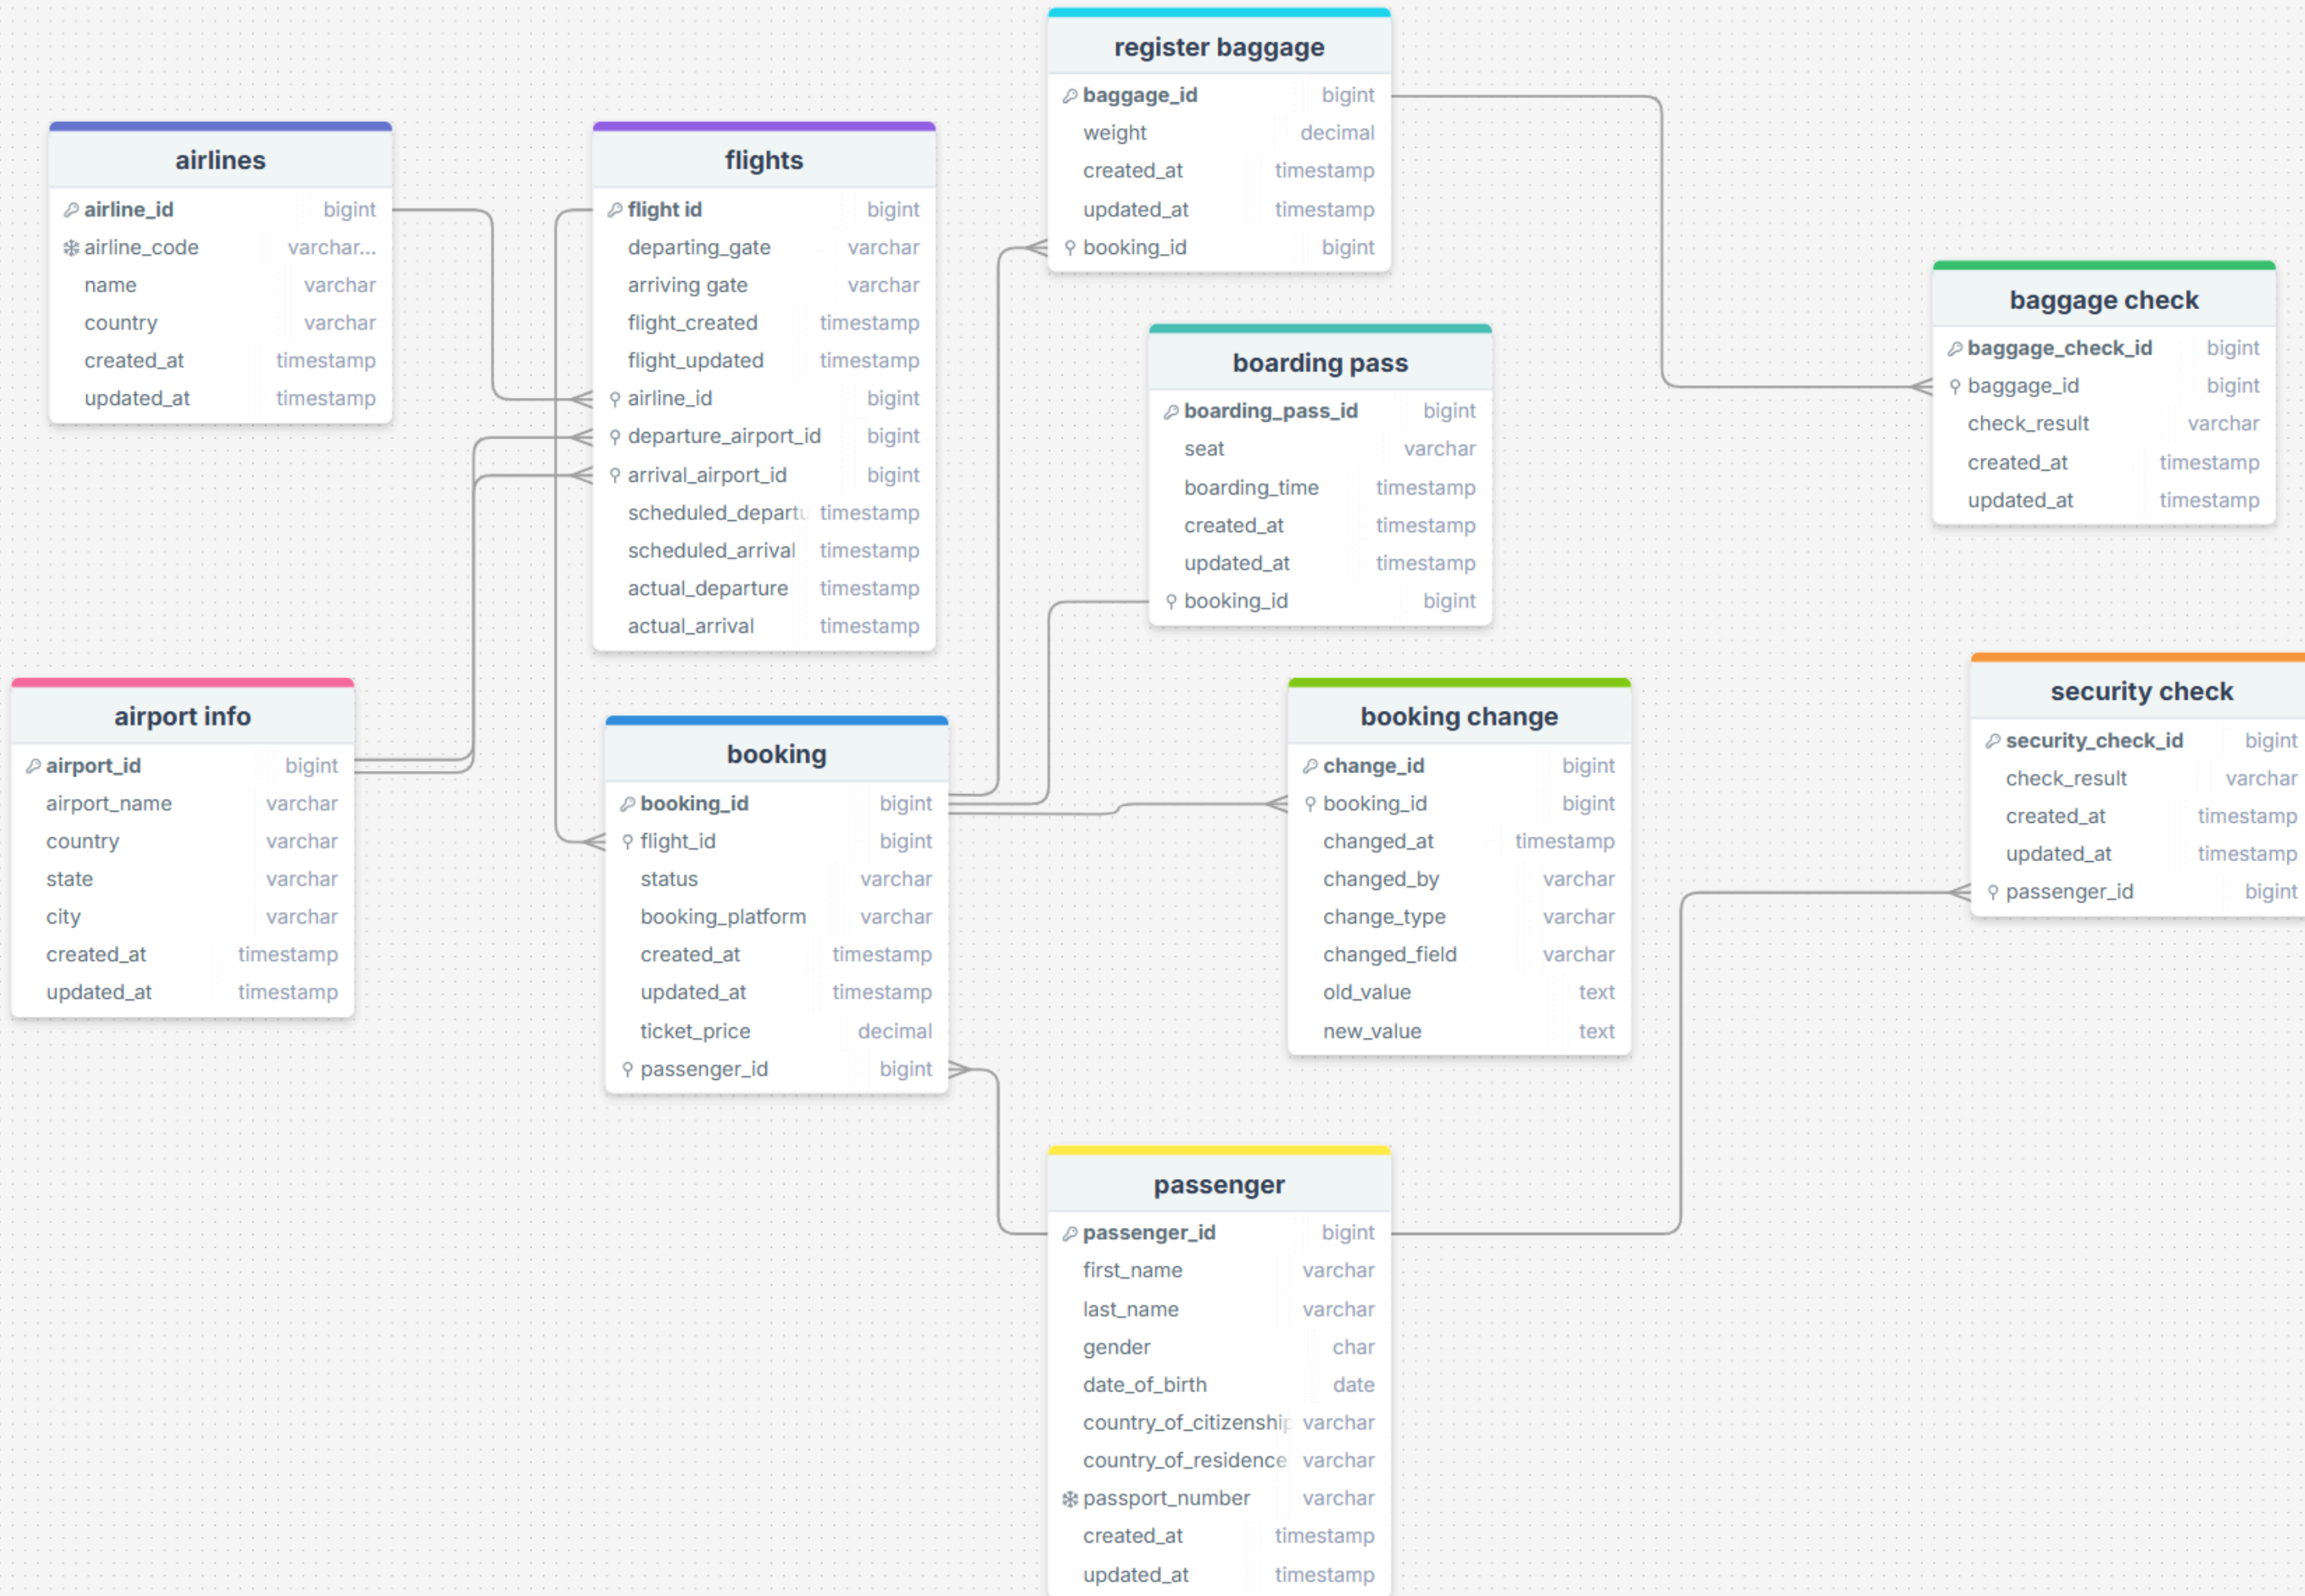 register baggage
baggage_id bigint
weight decimal
created_at timestamp
updated_at timestamp
booking_id bigint
airlines
airline_id bigint
airline_code varchar...
name varchar
country varchar
created_at timestamp
updated_at timestamp
flights
flight id bigint
departing_gate varchar
arriving gate varchar
flight_created timestamp
flight_updated timestamp
airline_id bigint
departure_airport_id bigint
arrival_airport_id bigint
scheduled_departu timestamp
scheduled_arrival timestamp
actual_departure timestamp
actual_arrival timestamp
baggage check
baggage_check_id bigint
baggage_id bigint
check_result varchar
created_at timestamp
updated_at timestamp
boarding pass
boarding_pass_id bigint
seat varchar
boarding_time timestamp
created_at timestamp
updated_at timestamp
booking_id bigint
airport info
airport_id bigint
airport_name varchar
country varchar
state varchar
city varchar
created_at timestamp
updated_at timestamp
booking
booking_id bigint
flight_id bigint
status varchar
booking_platform varchar
created_at timestamp
updated_at timestamp
ticket_price decimal
passenger_id bigint
booking change
change_id bigint
booking_id bigint
changed_at timestamp
changed_by varchar
change_type varchar
changed_field varchar
old_value text
new_value text
security check
security_check_id bigint
check_result varchar
created_at timestamp
updated_at timestamp
passenger_id bigint
passenger
passenger_id bigint
first_name varchar
last_name varchar
gender char
date_of_birth date
country_of_citizenship varchar
country_of_residence varchar
passport_number varchar
created_at timestamp
updated_at timestamp